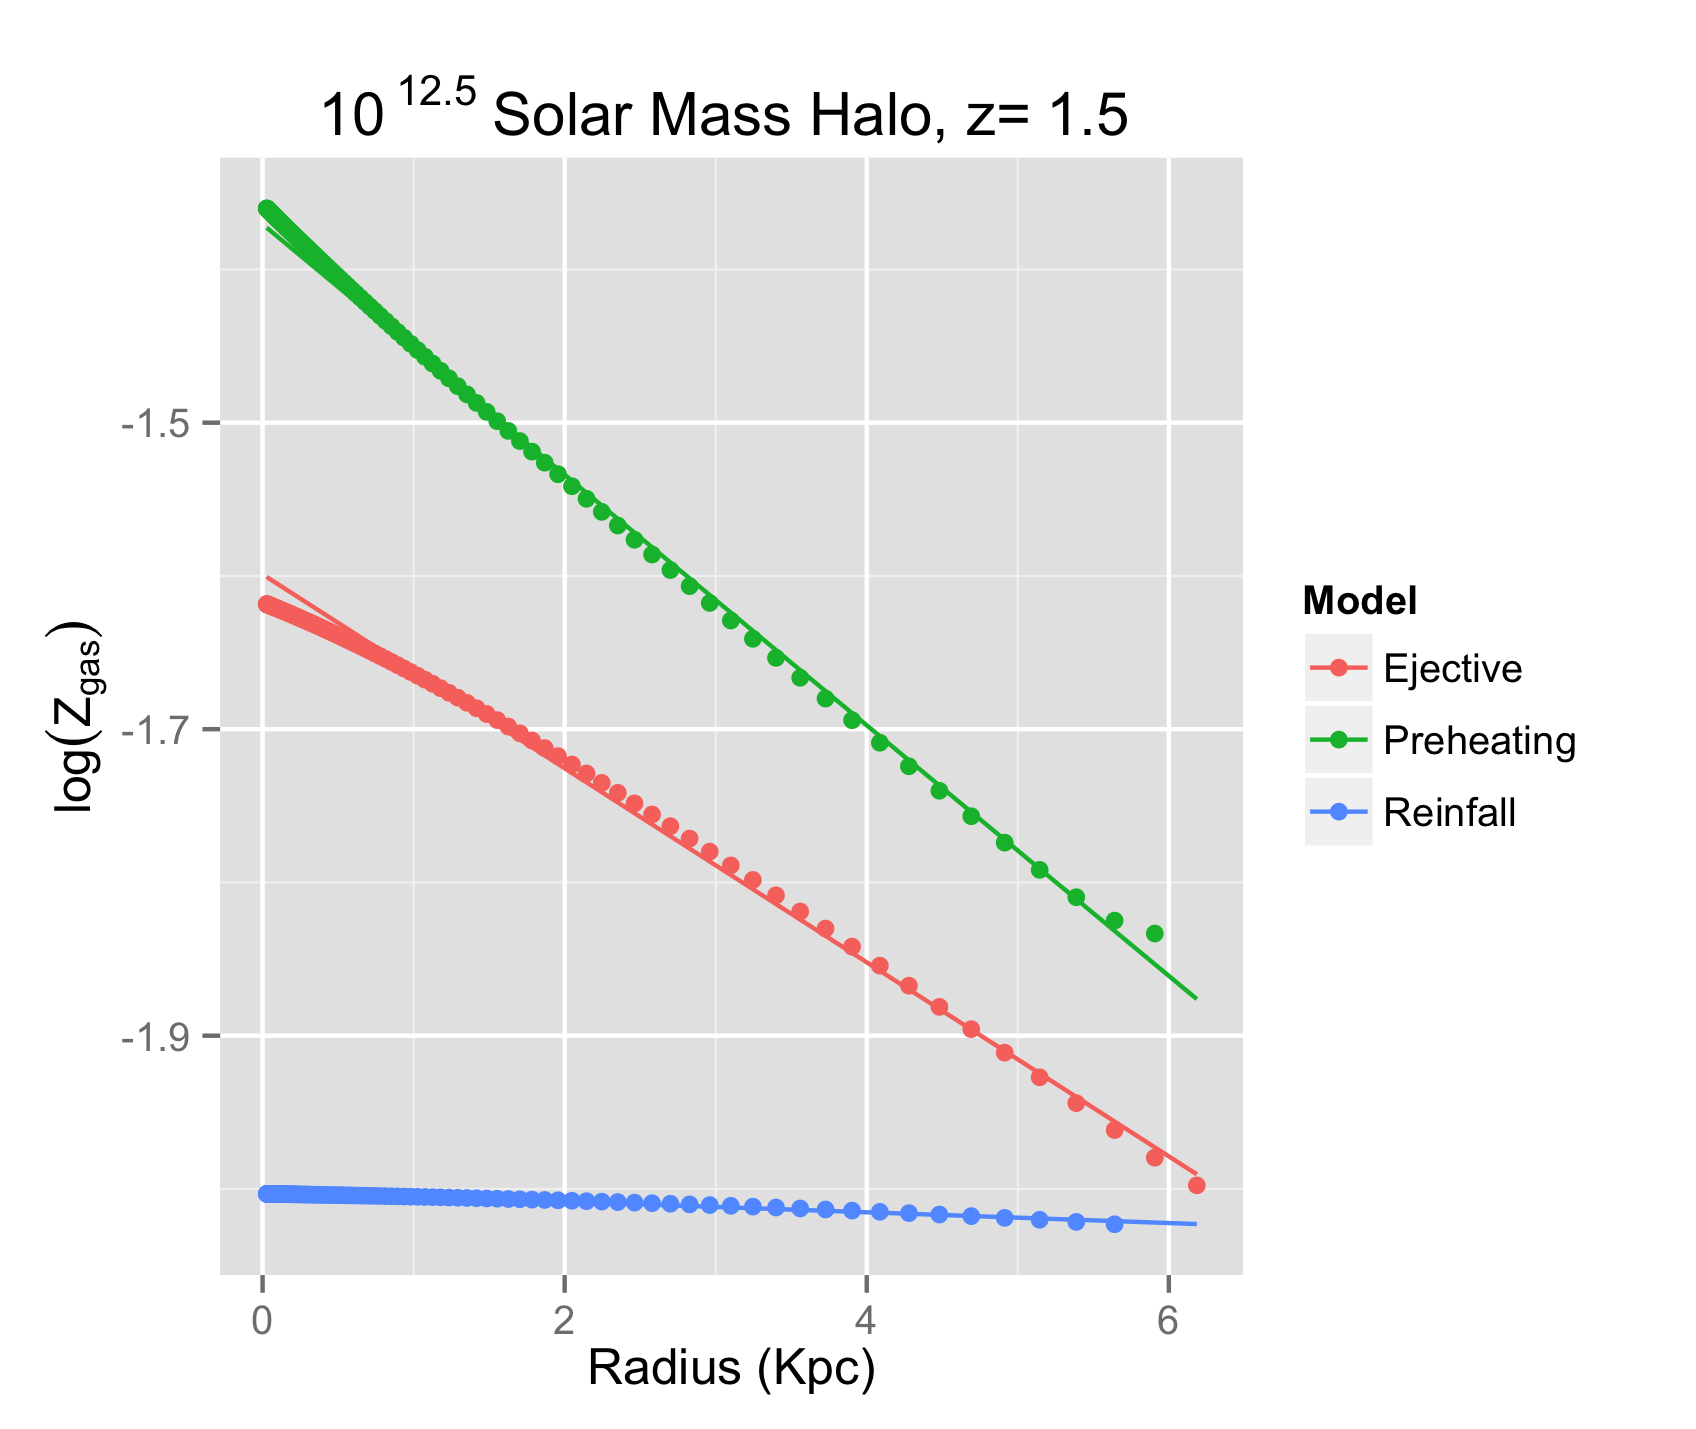 10 12.5 Solar Mass Halo, z= 1.5
-1.5
-1.7
-1.9
log(Zgas)
0 2 4 6
Radius (Kpc)
Model
Ejective
Preheating
Reinfall